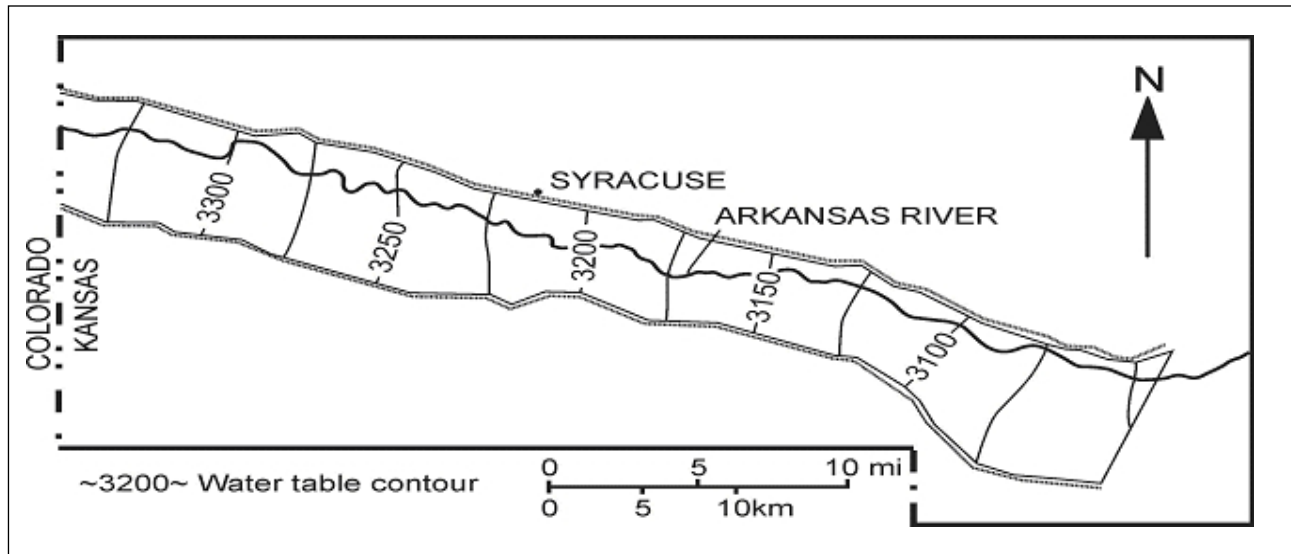 N
SYRACUSE
ARKANSAS RIVER
3300
3250
3200
3150
3100
COLORADO
KANSAS
~3200~ Water table contour
0 5 10 mi
0 5 10km